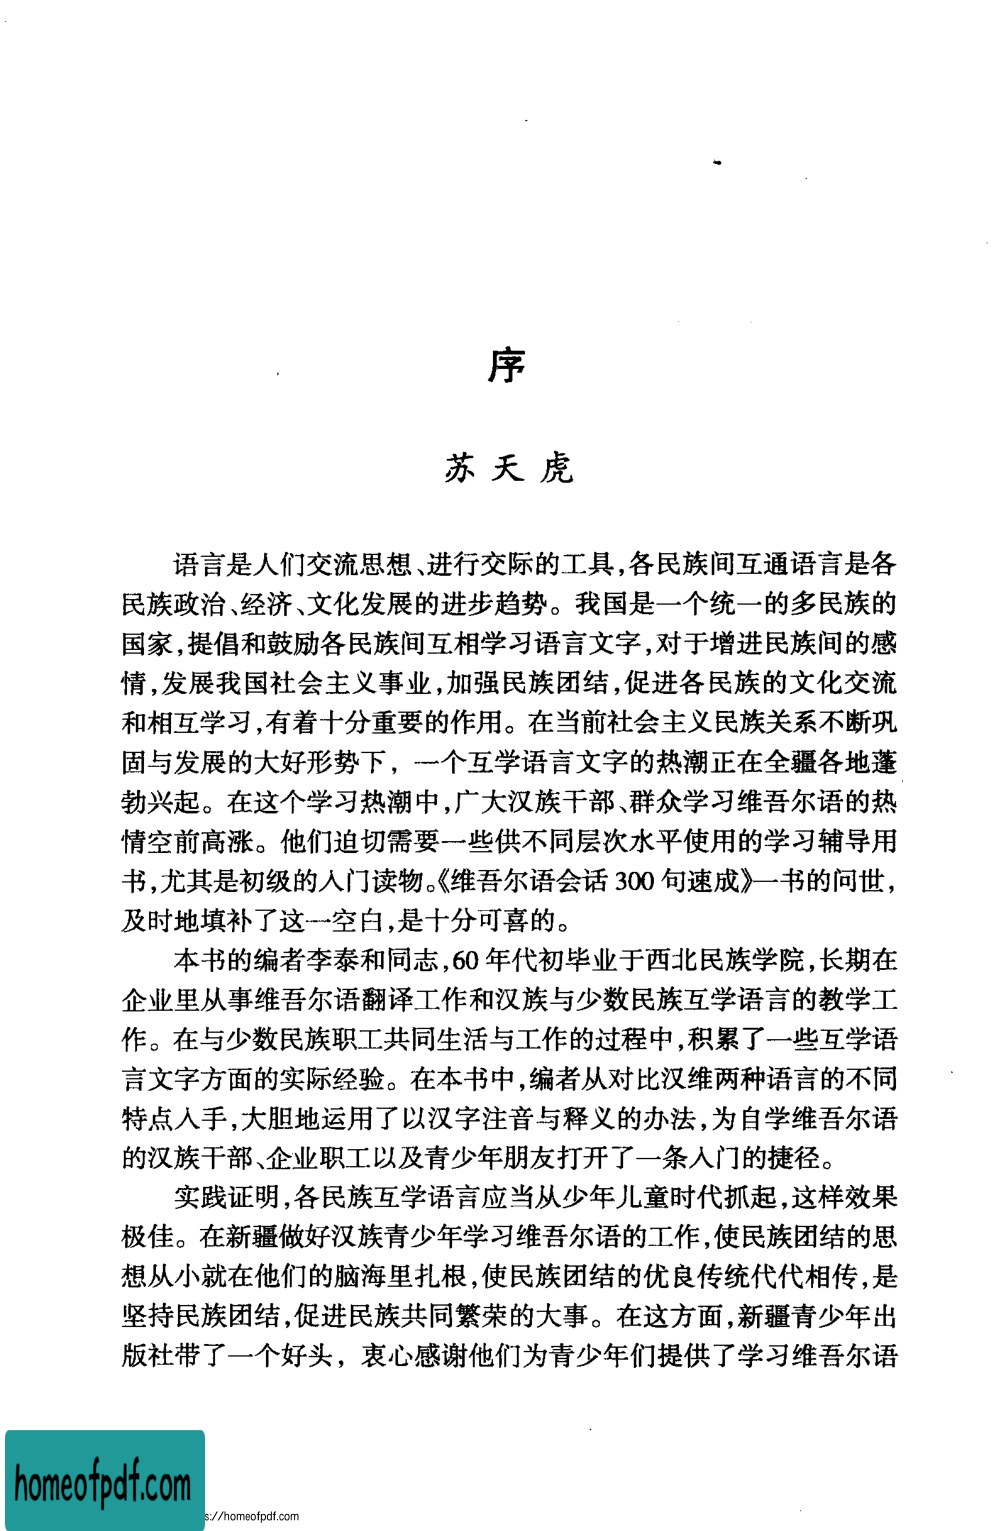 序
苏天虎
语言是人们交流思想、进行交际的工具,各民族间互通语言是各
民族政治、经济、文化发展的进步趋势。我国是一个统一的多民族的
国家,提倡和鼓励各民族间互相学习语言文字,对于增进民族间的感
情,发展我国社会主义事业,加强民族团结,促进各民族的文化交流
和相互学习,有着十分重要的作用。在当前社会主义民族关系不断巩
固与发展的大好形势下,一个互学语言文字的热潮正在全疆各地蓬
勃兴起。在这个学习热潮中,广大汉族干部、群众学习维吾尔语的热
情空前高涨。他们迫切需要一些供不同层次水平使用的学习辅导用
书,尤其是初级的入门读物。《维吾尔语会话300句速成》一书的问世,
及时地填补了这一空白,是十分可喜的。
本书的编者李泰和同志,60年代初毕业于西北民族学院,长期在
企业里从事维吾尔语翻译工作和汉族与少数民族互学语言的教学工
作。在与少数民族职工共同生活与工作的过程中,积累了一些互学语
言文字方面的实际经验。在本书中,编者从对比汉维两种语言的不同
特点入手,大胆地运用了以汉字注音与释义的办法,为自学维吾尔语
的汉族干部、企业职工以及青少年朋友打开了一条入门的捷径。
实践证明,各民族互学语言应当从少年儿童时代抓起,这样效果
极佳。在新疆做好汉族青少年学习维吾尔语的工作,使民族团结的思
想从小就在他们的脑海里扎根,使民族团结的优良传统代代相传,是
坚持民族团结,促进民族共同繁荣的大事。在这方面,新疆青少年出
版社带了一个好头,衷心感谢他们为青少年们提供了学习维吾尔语
homeofpdf.com
s://homeofpdf.com